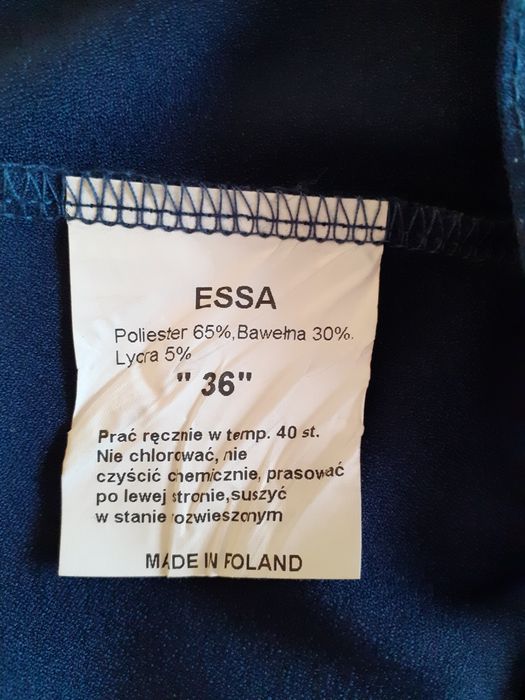 ESSA
Poliester 65%,Bawełna 30%.
Lycra 5%
" 36"
Prać ręcznie w temp. 40 st.
Nie chlorować, nie
czyścić chemicznie, prasować
po lewej stronie,suszyć
w stanie rozwieszonym
MADE IN POLAND